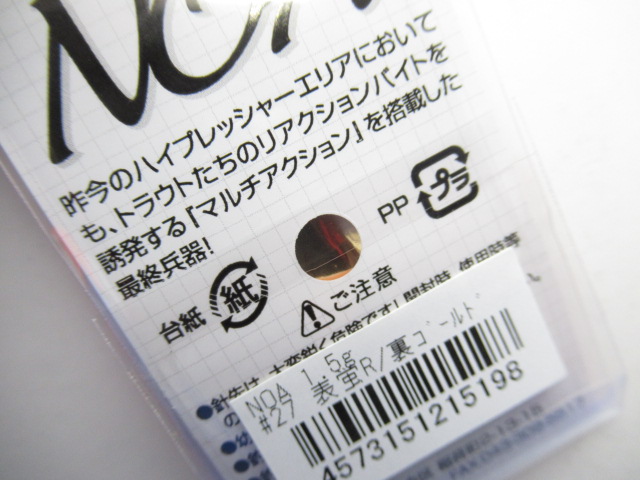 昨今のハイプレッシャーエリアにおいて
も、トラウトたちのリアクションバイトを
誘発する『マルチアクション』を搭載した
最終兵器!
台紙 紙
PP プラ
ご注意
NOA 1.5g
#27 表蛍R/裏ゴールド
4573151215198